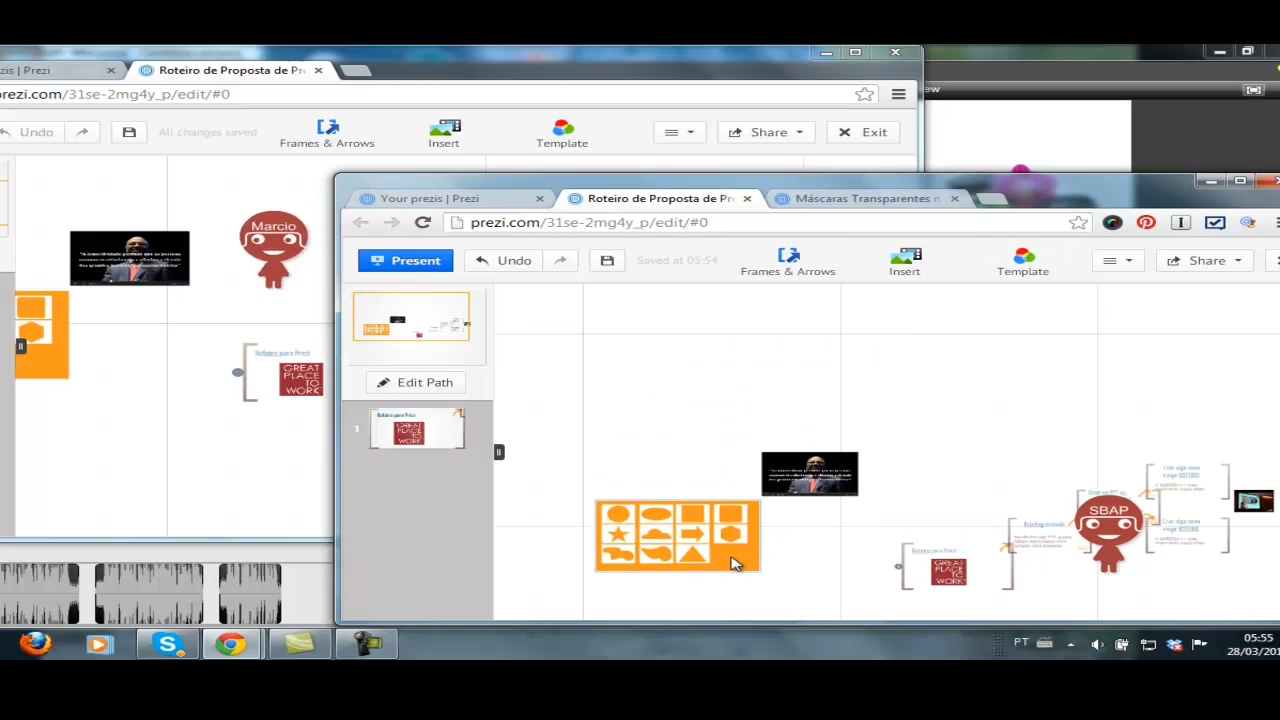 zis | Prezi
Roteiro de Proposta de Pr
prezi.com/31se-2mg4y_p/edit/#0
ew
Undo
All changes saved
Frames & Arrows
Insert
Template
Share
Exit
Marcio
Roteiro para Prezi
GREAT
PLACE
TO
WORK
Your prezis | Prezi
Roteiro de Proposta de Pr
Máscaras Transparentes n
prezi.com/31se-2mg4y_p/edit/#0
Present
Undo
Saved at 05:54
Frames & Arrows
Insert
Template
Share
Edit Path
1
Roteiro para Prezi
GREAT
PLACE
TO
WORK
SBAP
Roteiro para Prezi
GREAT
PLACE
TO
WORK
PT
05:55
28/03/20